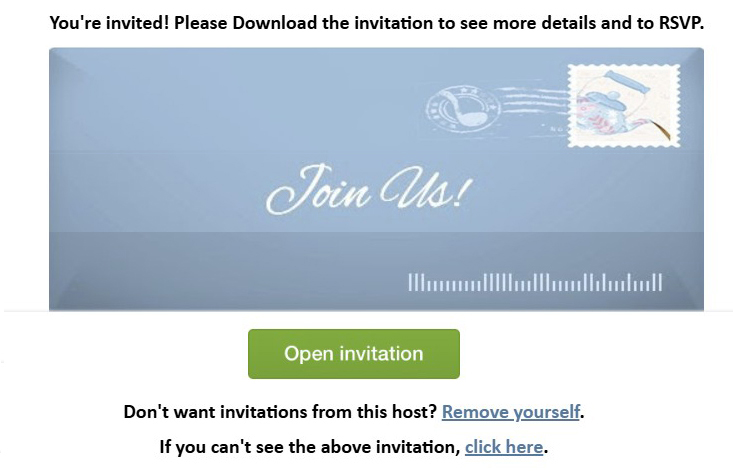 You're invited! Please Download the invitation to see more details and to RSVP.
Join Us!
Open invitation
Don't want invitations from this host? Remove yourself.
If you can't see the above invitation, click here.